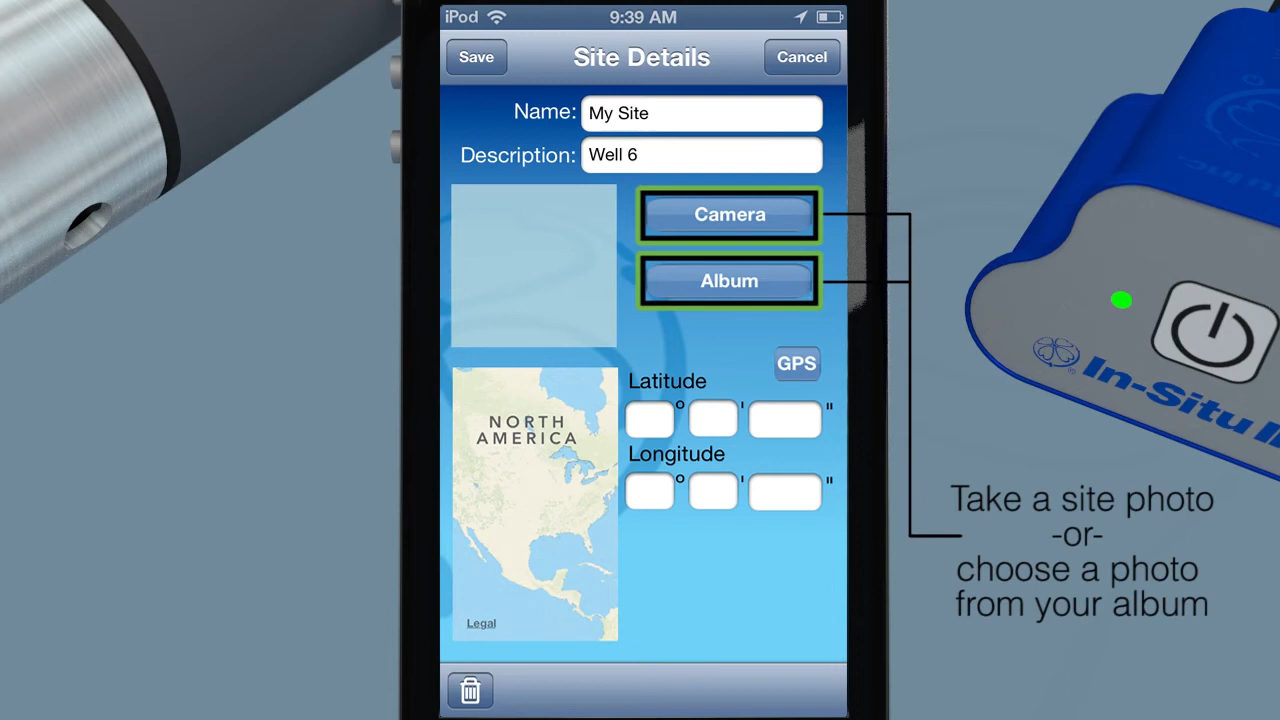 iPod 9:39 AM
Save Site Details Cancel
Name: My Site
Description: Well 6
Camera
Album
GPS
Latitude
° ' "
Longitude
° ' "
NORTH
AMERICA
Legal
In-Situ
Take a site photo
-or-
choose a photo
from your album